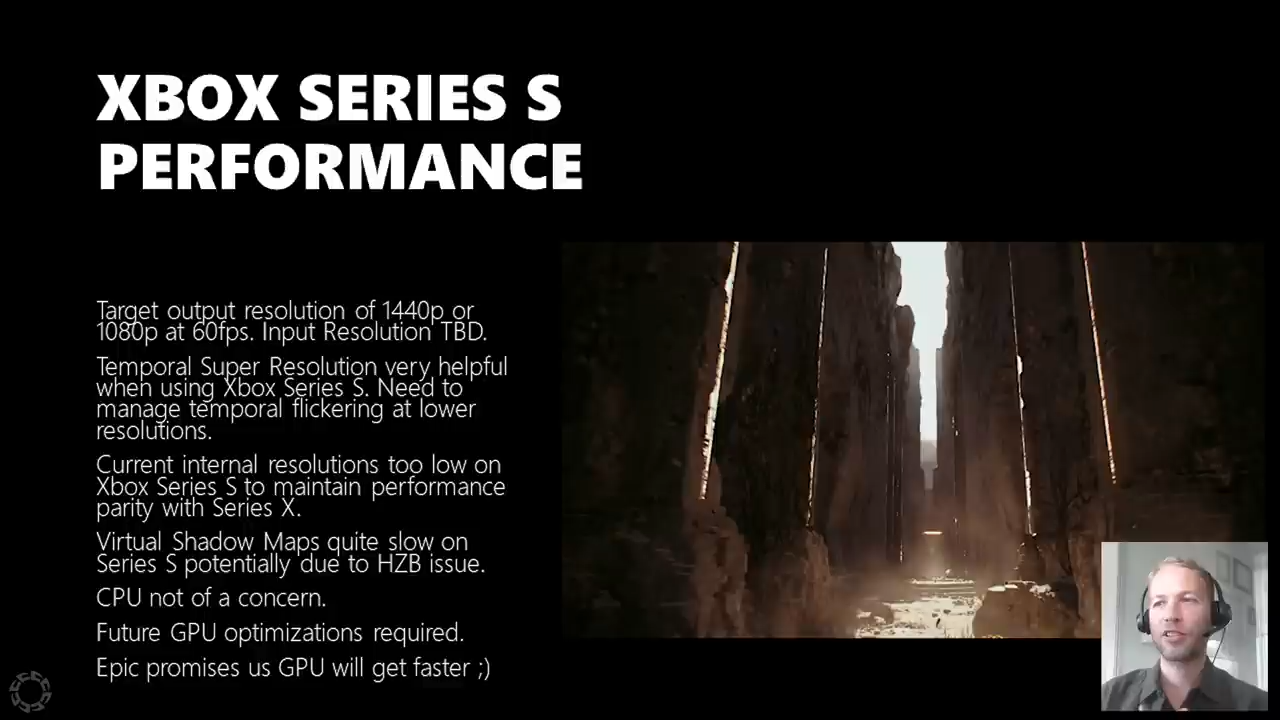 XBOX SERIES S
PERFORMANCE
Target output resolution of 1440p or
1080p at 60fps. Input Resolution TBD.
Temporal Super Resolution very helpful
when using Xbox Series S. Need to
manage temporal flickering at lower
resolutions.
Current internal resolutions too low on
Xbox Series S to maintain performance
parity with Series X.
Virtual Shadow Maps quite slow on
Series S potentially due to HZB issue.
CPU not of a concern.
Future GPU optimizations required.
Epic promises us GPU will get faster ;)